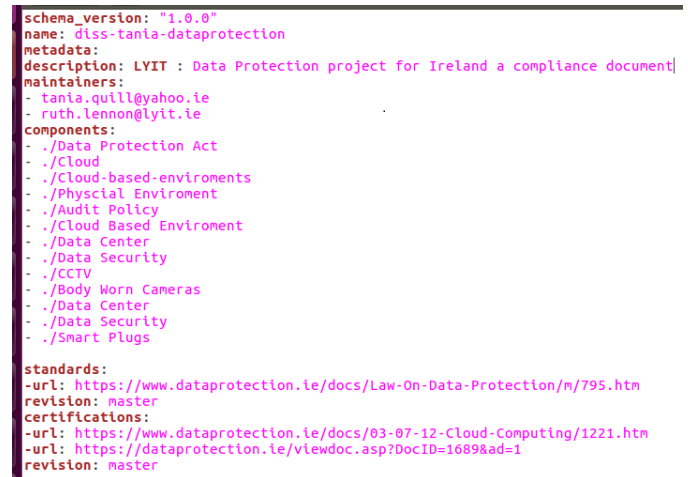 schema_version: "1.0.0"
name: diss-tania-dataprotection
metadata:
description: LYIT : Data Protection project for Ireland a compliance document
maintainers:
- tania.quill@yahoo.ie
- ruth.lennon@lyit.ie
components:
- ./Data Protection Act
- ./Cloud
- ./Cloud-based-enviroments
- ./Physcial Enviroment
- ./Audit Policy
- ./Cloud Based Enviroment
- ./Data Center
- ./Data Security
- ./CCTV
- ./Body Worn Cameras
- ./Data Center
- ./Data Security
- ./Smart Plugs
standards:
-url: https://www.dataprotection.ie/docs/Law-On-Data-Protection/m/795.htm
revision: master
certifications:
-url: https://www.dataprotection.ie/docs/03-07-12-Cloud-Computing/1221.htm
-url: https://dataprotection.ie/viewdoc.asp?DocID=1689&ad=1
revision: master